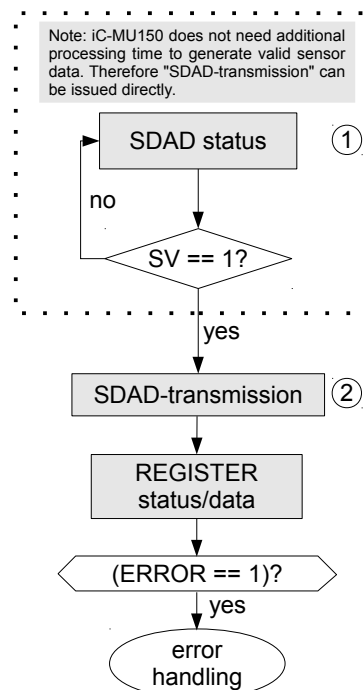 Note: iC-MU150 does not need additional
processing time to generate valid sensor
data. Therefore "SDAD-transmission" can
be issued directly.
SDAD status
1
no
SV == 1?
yes
SDAD-transmission
2
REGISTER
status/data
(ERROR == 1)?
yes
error
handling